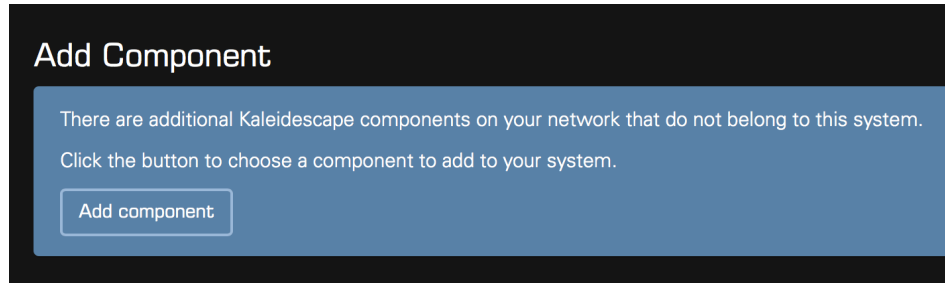 Add Component
There are additional Kaleidescape components on your network that do not belong to this system.
Click the button to choose a component to add to your system.
Add component